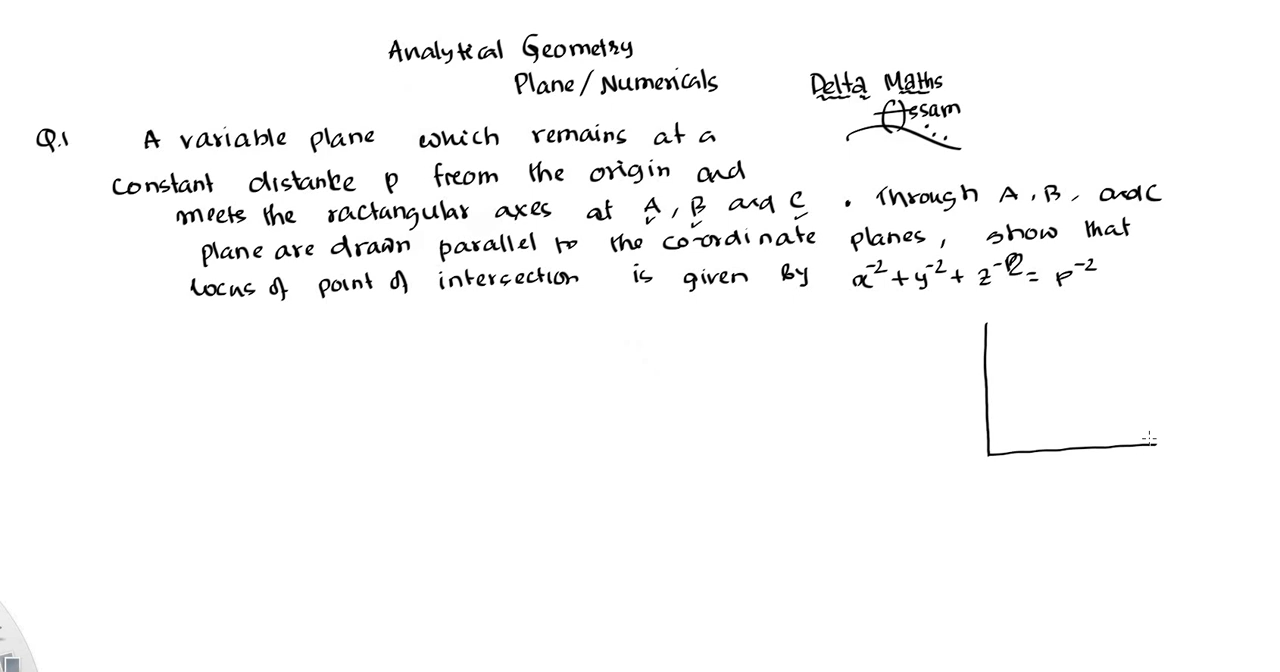 Analytical Geometry
Plane/Numericals
Delta Maths
Ossam
Q.1 A variable plane which remains at a
constant distanke p freom the origin and
meets the ractangular axes at A, B and C. Through A, B, and C
plane are drawn parallel to the co-ordinate planes, show that
locus of point of intersection is given by x⁻²+y⁻²+z⁻²=p⁻²